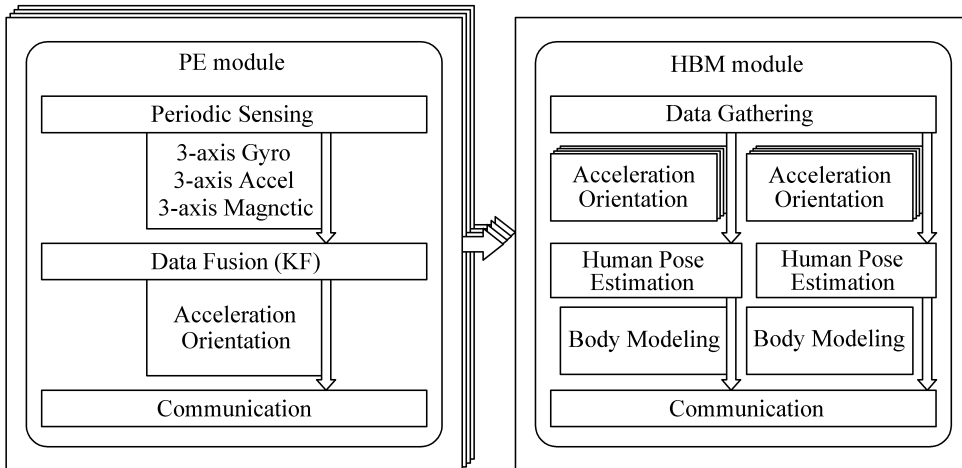 PE module
Periodic Sensing
3-axis Gyro
3-axis Accel
3-axis Magnctic
Data Fusion (KF)
Acceleration
Orientation
Communication
HBM module
Data Gathering
Acceleration
Orientation
Acceleration
Orientation
Human Pose
Estimation
Human Pose
Estimation
Body Modeling
Body Modeling
Communication